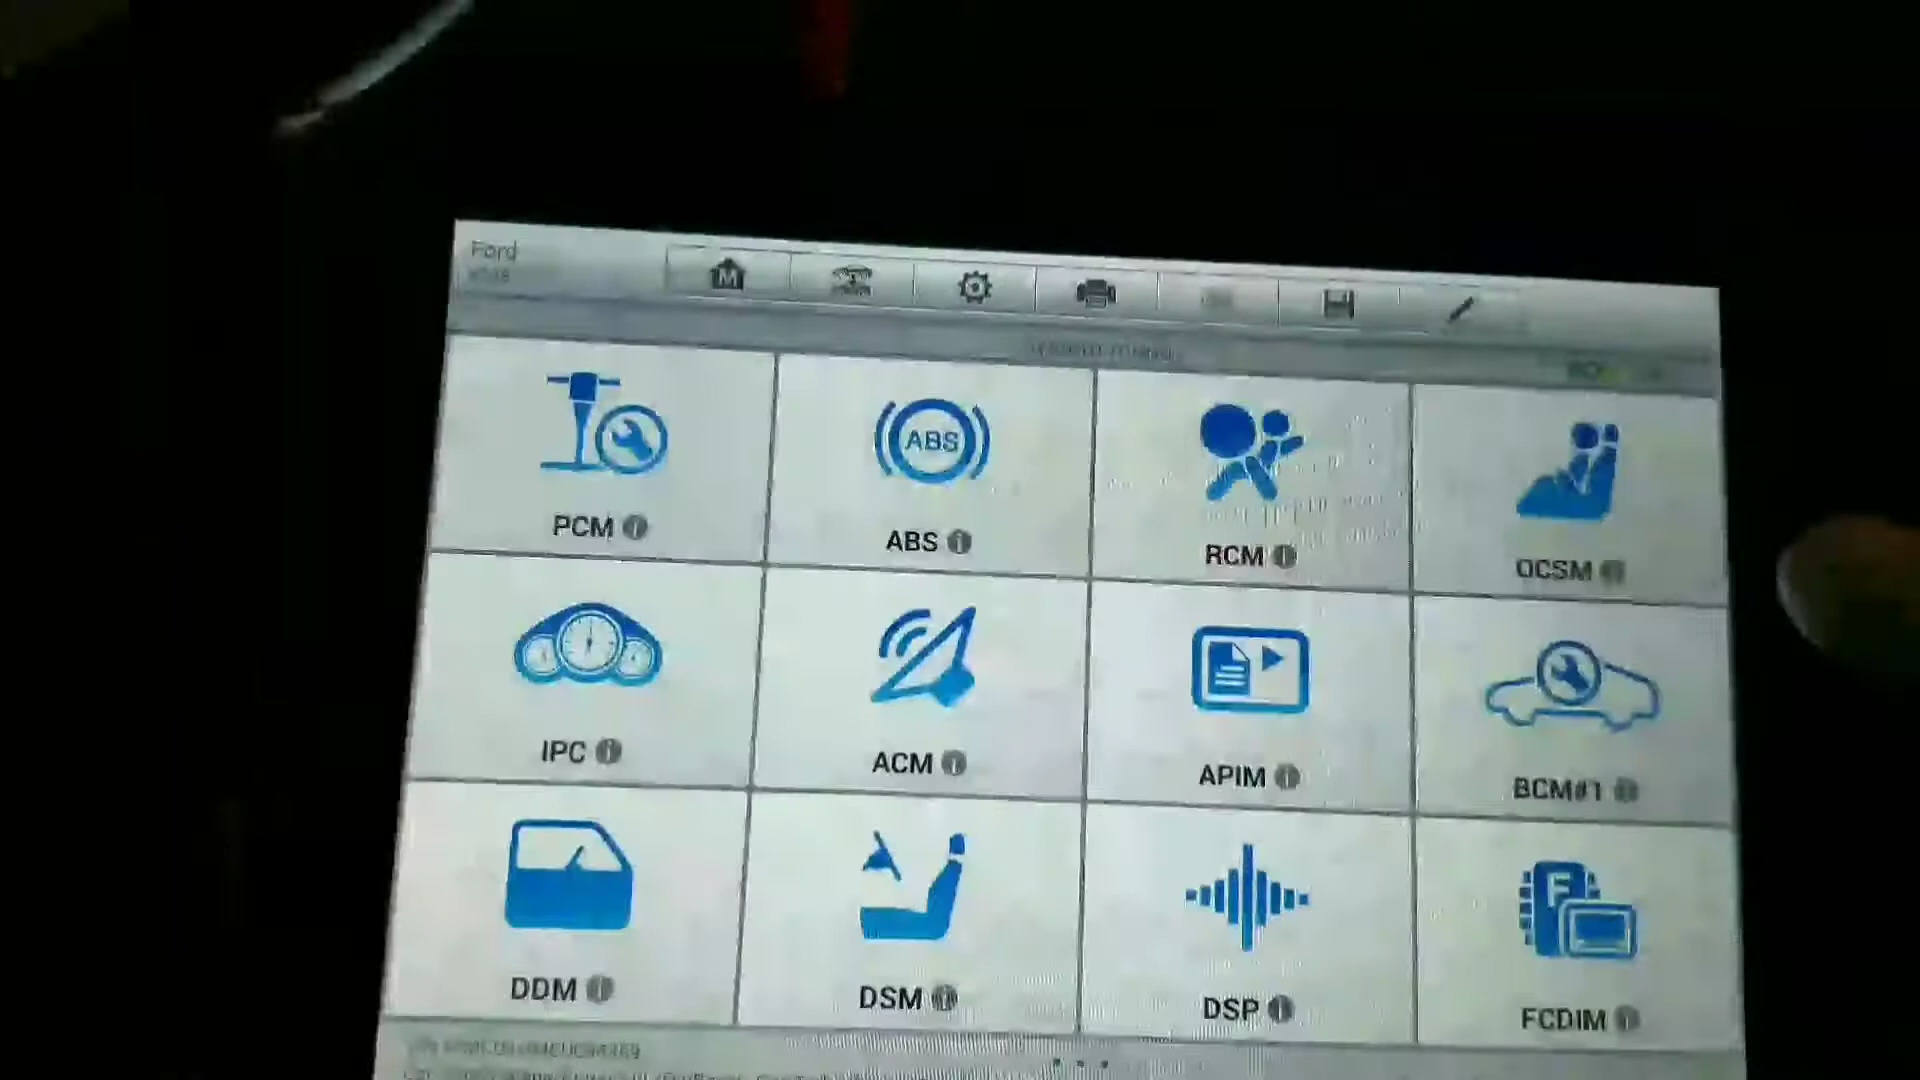 Ford
M
PCM
ABS
ABS
RCM
OCSM
IPC
ACM
APIM
BCM#1
DDM
DSM
DSP
F
FCDIM